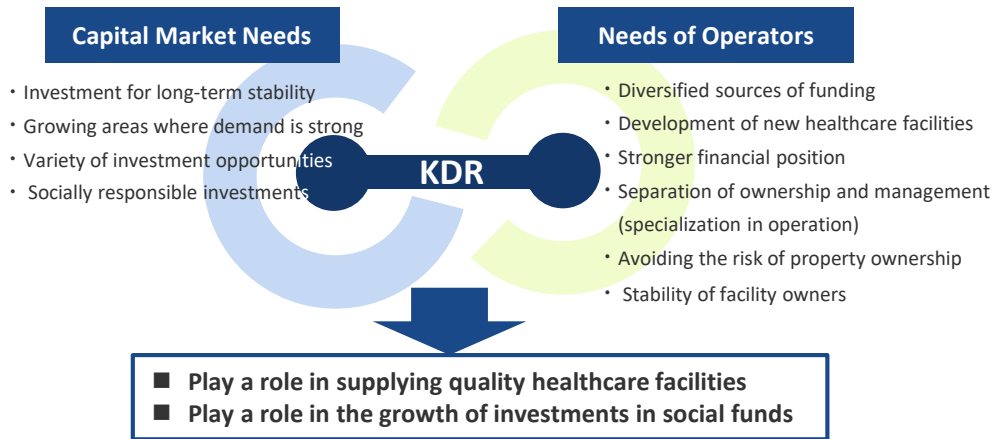 Capital Market Needs
・Investment for long-term stability
・Growing areas where demand is strong
・Variety of investment opportunities
・Socially responsible investments
KDR
Needs of Operators
・Diversified sources of funding
・Development of new healthcare facilities
・Stronger financial position
・Separation of ownership and management
(specialization in operation)
・Avoiding the risk of property ownership
・Stability of facility owners
■ Play a role in supplying quality healthcare facilities
■ Play a role in the growth of investments in social funds